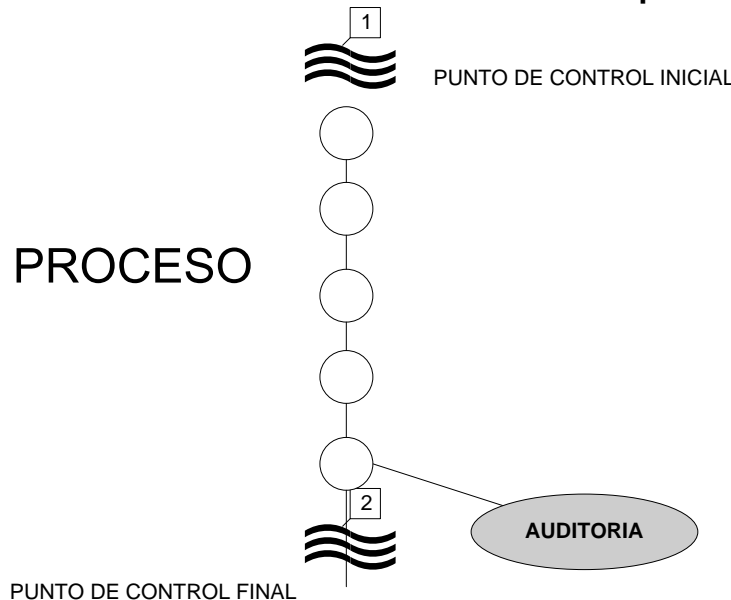 1
PUNTO DE CONTROL INICIAL
PROCESO
2
AUDITORIA
PUNTO DE CONTROL FINAL